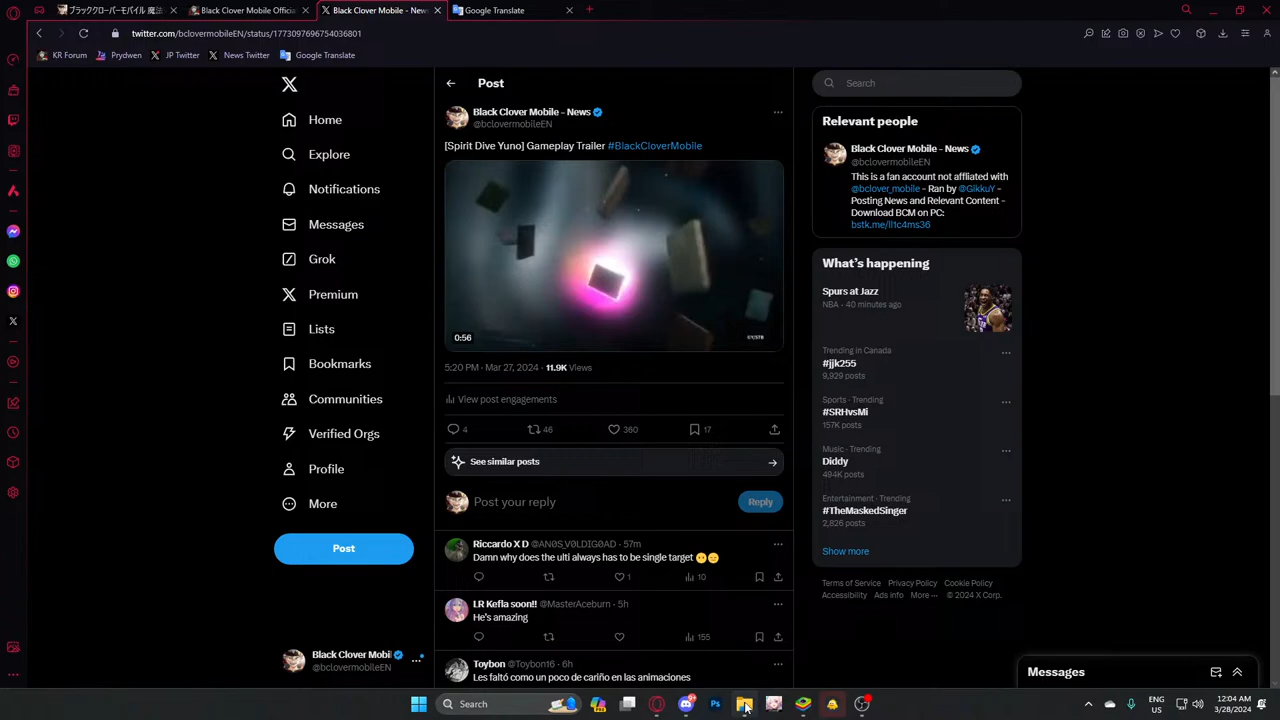 ブラッククローバーモバイル 魔法
Black Clover Mobile Officia
Black Clover Mobile - New
Google Translate
twitter.com/bclovermobileEN/status/1773097696754036801
KR Forum
Prydwen
JP Twitter
News Twitter
Google Translate
Home
Explore
Notifications
Messages
Grok
Premium
Lists
Bookmarks
Communities
Verified Orgs
Profile
More
Post
Black Clover Mobil
@bclovermobileEN
Post
Black Clover Mobile - News
@bclovermobileEN
[Spirit Dive Yuno] Gameplay Trailer #BlackCloverMobile
0:56
5:20 PM · Mar 27, 2024 · 11.9K Views
View post engagements
4
46
360
17
See similar posts
Post your reply
Reply
Riccardo X D @AN0S_V0LDIG0AD · 57m
Damn why does the ulti always has to be single target
1
10
LR Kefla soon!! @MasterAceburn · 5h
He's amazing
155
Toybon @Toybon16 · 6h
Les faltó como un poco de cariño en las animaciones
Search
Relevant people
Black Clover Mobile - News
@bclovermobileEN
This is a fan account not affliated with
@bclover_mobile - Ran by @GikkuY -
Posting News and Relevant Content -
Download BCM on PC:
bstk.me/ll1c4ms36
What's happening
Spurs at Jazz
NBA · 40 minutes ago
Trending in Canada
#jjk255
9,929 posts
Sports · Trending
#SRHvsMi
157K posts
Music · Trending
Diddy
494K posts
Entertainment · Trending
#TheMaskedSinger
2,826 posts
Show more
Terms of Service Privacy Policy Cookie Policy
Accessibility Ads info More ··· © 2024 X Corp.
Messages
Search
ENG
US
12:04 AM
3/28/2024